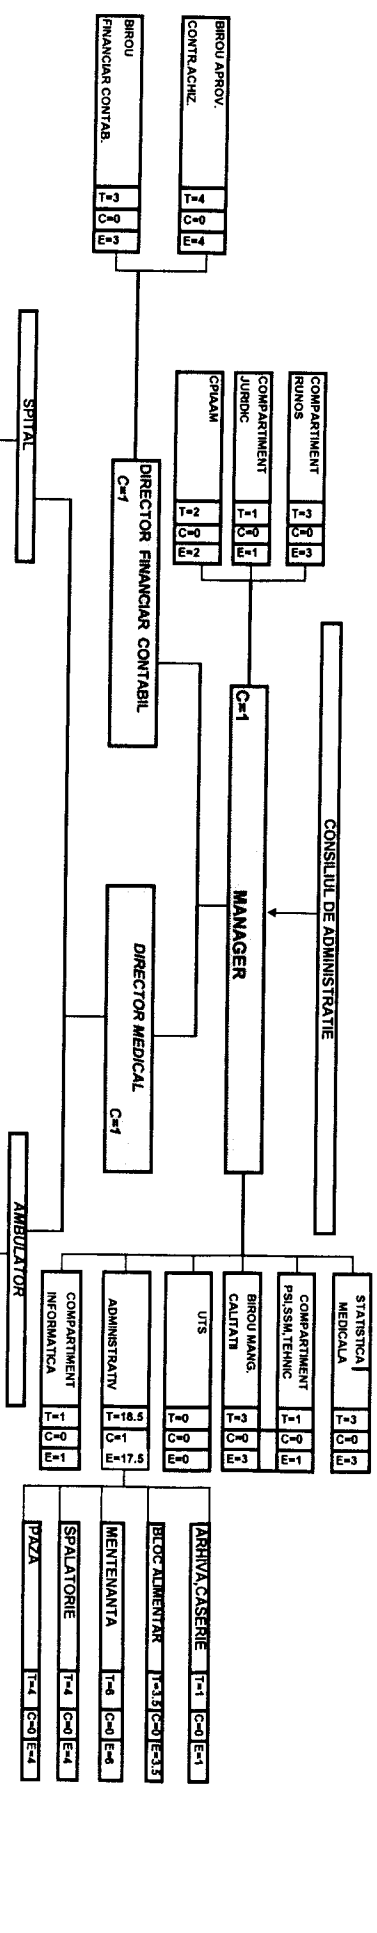 CONSILIUL DE ADMINISTRATIE
MANAGER
C=1
COMPARTIMENT
RUNOS
T=3
C=0
E=3
COMPARTIMENT
JURIDIC
T=1
C=0
E=1
CPIAAM
T=2
C=0
E=2
STATISTICA
MEDICALA
T=3
C=0
E=3
COMPARTIMENT
PSI,SSM,TEHNIC
T=1
C=0
E=1
BIROU MANG.
CALITATII
T=3
C=0
E=3
UTS
T=0
C=0
E=0
ADMINISTRATIV
T=18.5
C=1
E=17.5
COMPARTIMENT
INFORMATICA
T=1
C=0
E=1
ARHIVA,CASERIE
T=1
C=0
E=1
BLOC ALIMENTAR
T=3.5
C=0
E=3.5
MENTENANTA
T=6
C=0
E=6
SPALATORIE
T=4
C=0
E=4
PAZA
T=4
C=0
E=4
BIROU APROV.
CONTR.ACHIZ.
T=4
C=0
E=4
BIROU
FINANCIAR CONTAB.
T=3
C=0
E=3
DIRECTOR FINANCIAR CONTABIL
C=1
DIRECTOR MEDICAL
C=1
SPITAL
AMBULATOR